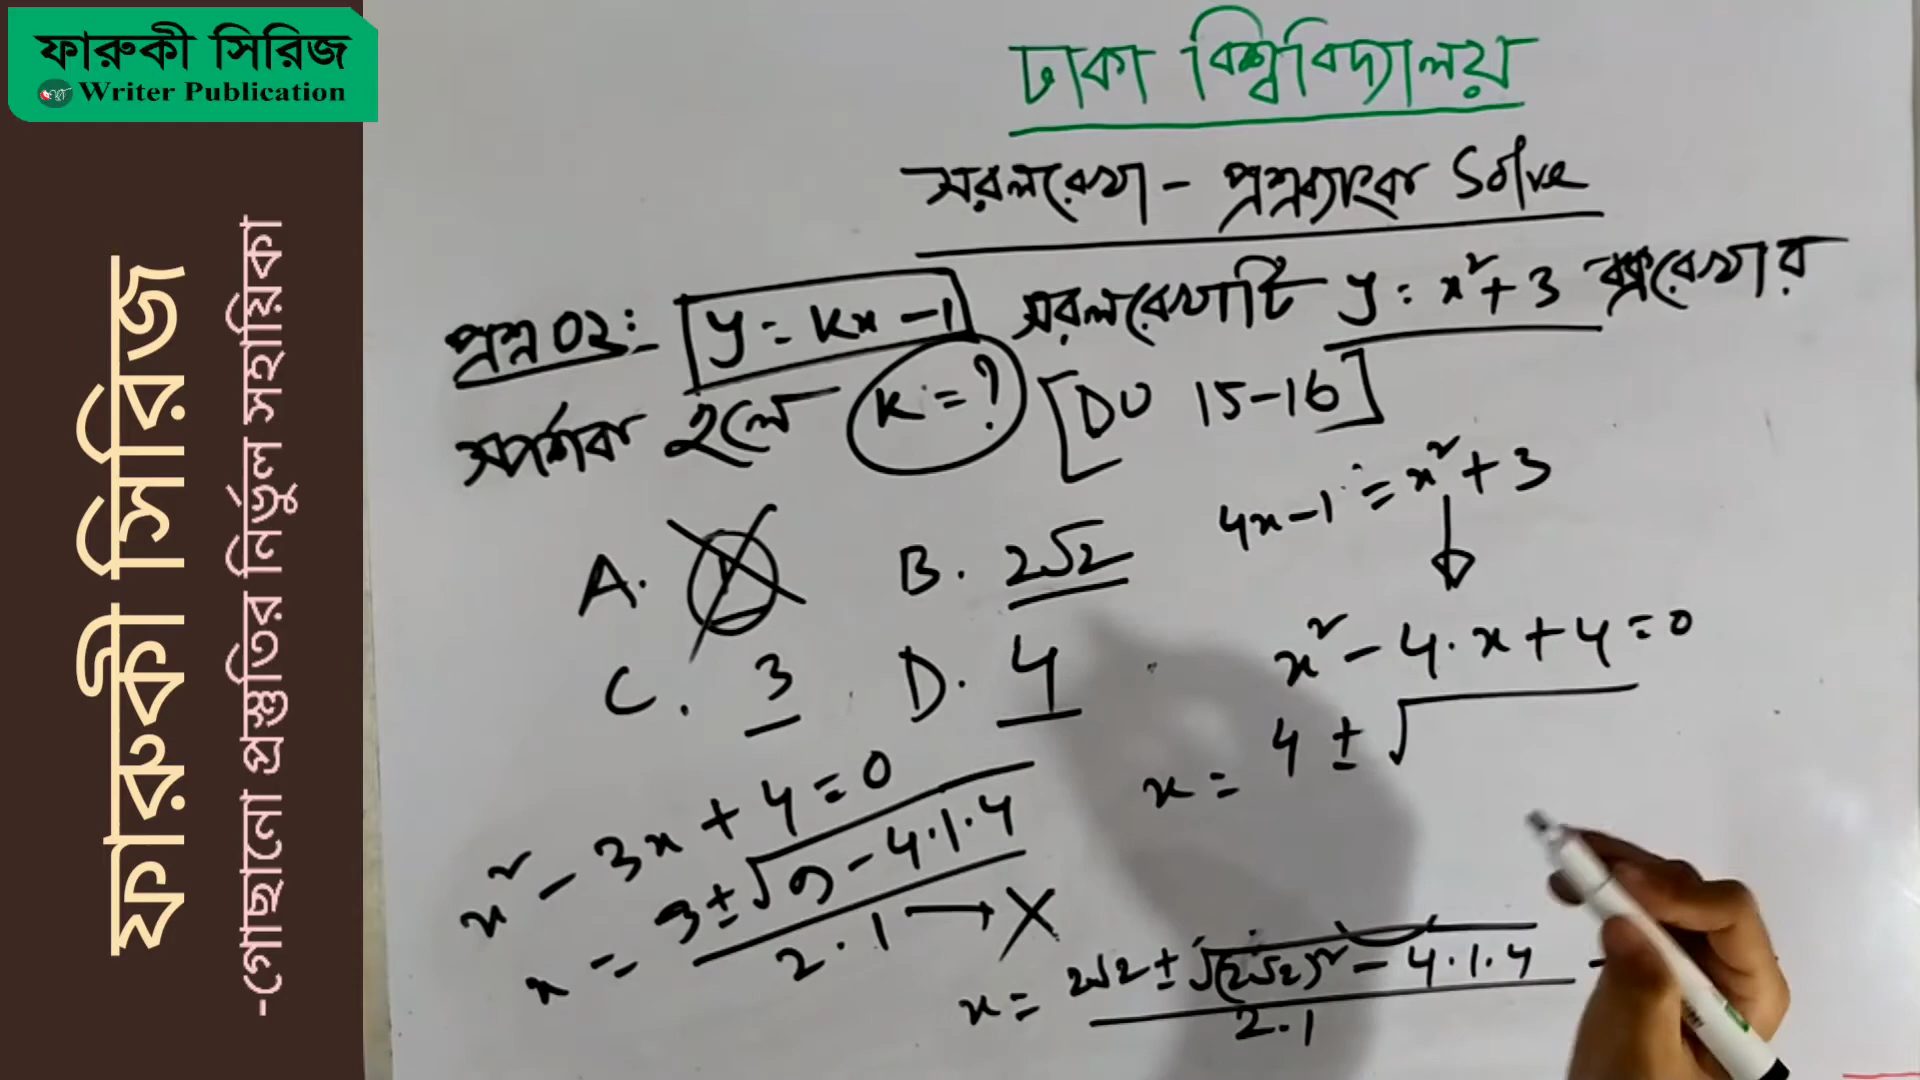 ফারুকী সিরিজ
Writer Publication
ফারুকী সিরিজ
-গোছানো প্রস্তুতির নির্ভুল সহায়িকা
ঢাকা বিশ্ববিদ্যালয়
সরলরেখা - প্রশ্নব্যাংক Solve
প্রশ্ন 02: y = kx - 1 সরলরেখাটি y = x² + 3 বক্ররেখার
স্পর্শক হলে k = ? [DU 15-16]
4x - 1 = x² + 3
A. 1 B. 2√2
C. 3 D. 4
x² - 4·x + 4 = 0
x = 4 ± √
x² - 3x + 4 = 0
x = 3 ± √9 - 4·1·4
2·1 → X
x = 2√2 ± √(2√2)² - 4·1·4
2·1